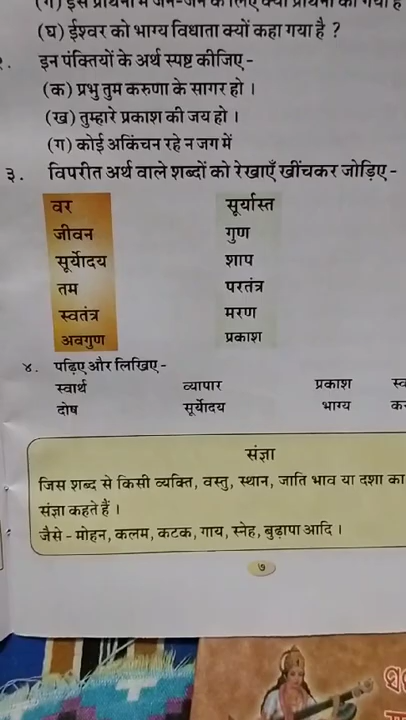 (घ) ईश्वर को भाग्य विधाता क्यों कहा गया है ?
इन पंक्तियों के अर्थ स्पष्ट कीजिए -
(क) प्रभु तुम करुणा के सागर हो ।
(ख) तुम्हारे प्रकाश की जय हो ।
(ग) कोई अकिंचन रहे न जग में
३. विपरीत अर्थ वाले शब्दों को रेखाएँ खींचकर जोड़िए -
वर सूर्यास्त
जीवन गुण
सूर्योदय शाप
तम परतंत्र
स्वतंत्र मरण
अवगुण प्रकाश
४. पढ़िए और लिखिए -
स्वार्थ व्यापार प्रकाश
दोष सूर्योदय भाग्य
संज्ञा
जिस शब्द से किसी व्यक्ति, वस्तु, स्थान, जाति भाव या दशा का
संज्ञा कहते हैं ।
जैसे - मोहन, कलम, कटक, गाय, स्नेह, बुढ़ापा आदि ।
७